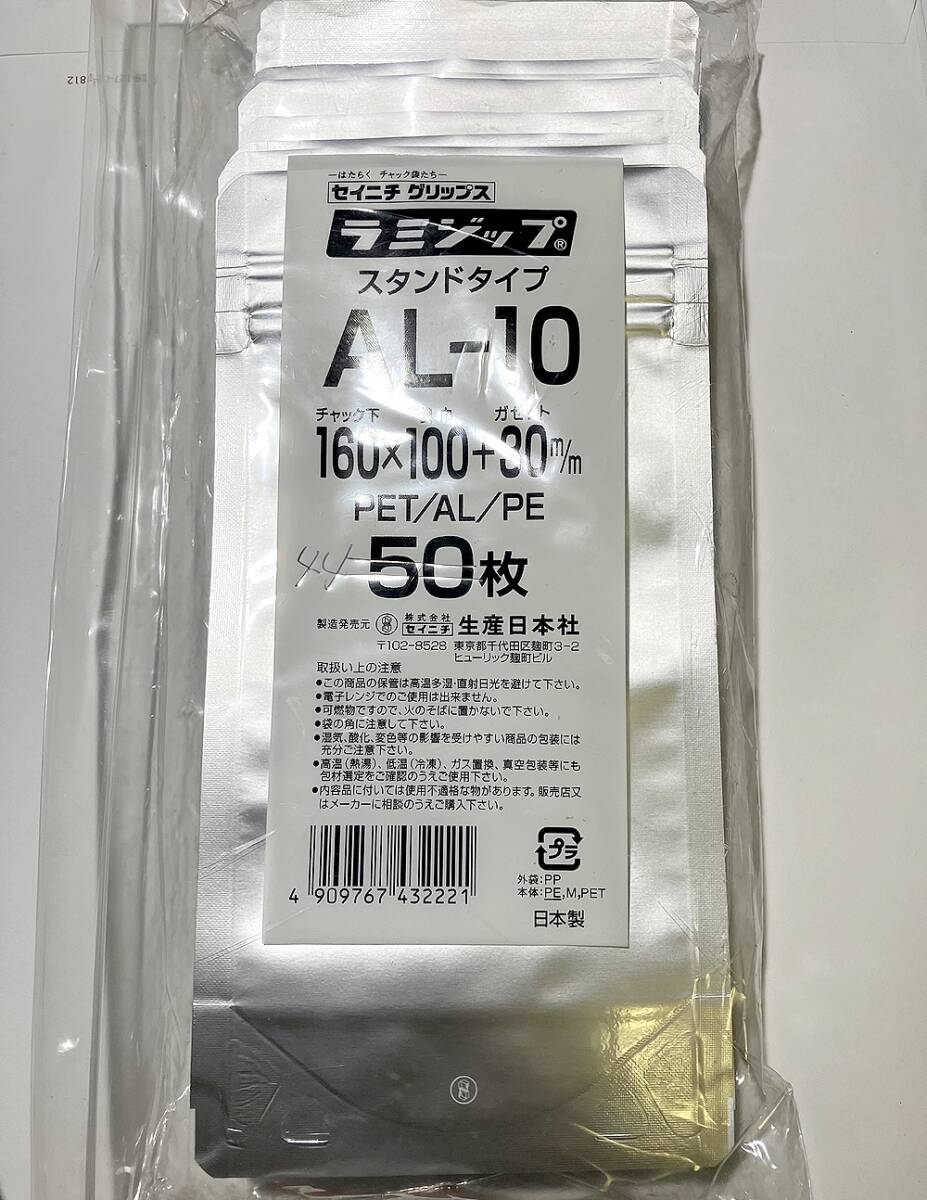 812
―はたらく チャック袋たち―
セイニチ グリップス
ラミジップ®
スタンドタイプ
AL-10
チャック下 袋巾 ガゼット
160×100+30m/m
PET/AL/PE
44 50枚
製造発売元 株式会社 セイニチ 生産日本社
〒102-8528 東京都千代田区麹町3-2
ヒューリック麹町ビル
取扱い上の注意
●この商品の保管は高温多湿・直射日光を避けて下さい。
●電子レンジでのご使用は出来ません。
●可燃物ですので、火のそばに置かないで下さい。
●袋の角に注意して下さい。
●湿気、酸化、変色等の影響を受けやすい商品の包装には
充分ご注意下さい。
●高温(熱湯)、低温(冷凍)、ガス置換、真空包装等にも
包材選定をご確認のうえご使用下さい。
●内容品に付いては使用不適格な物があります。販売店又
はメーカーに相談のうえご購入下さい。
プラ
外袋:PP
本体:PE,M,PET
4 909767 432221
日本製